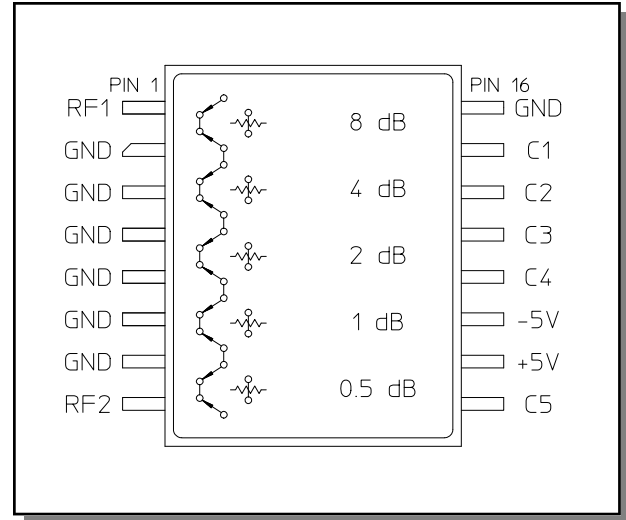 PIN 1 PIN 16
RF1 8 dB GND
GND C1
GND 4 dB C2
GND 2 dB C3
GND C4
GND 1 dB -5V
GND +5V
RF2 0.5 dB C5